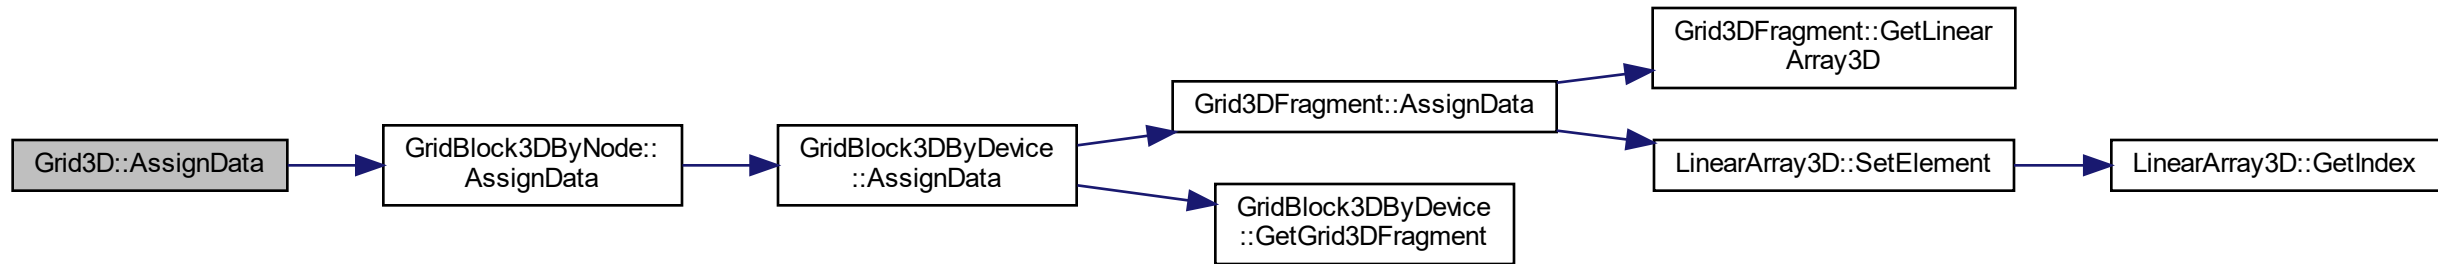 Grid3D::AssignData
GridBlock3DByNode::
AssignData
GridBlock3DByDevice
::AssignData
Grid3DFragment::AssignData
GridBlock3DByDevice
::GetGrid3DFragment
Grid3DFragment::GetLinear
Array3D
LinearArray3D::SetElement
LinearArray3D::GetIndex